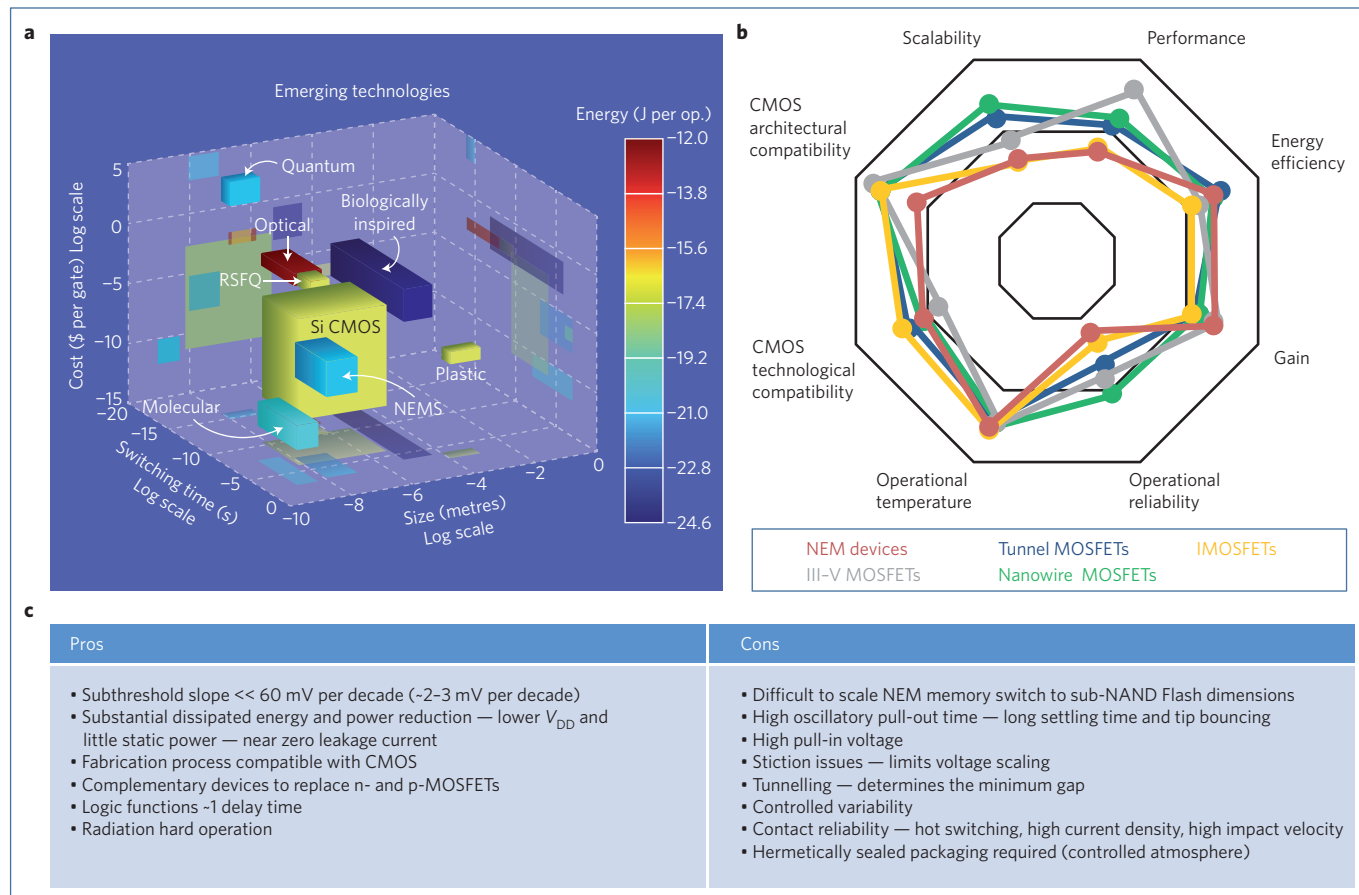 a
Emerging technologies
Energy (J per op.)
−12.0
−13.8
−15.6
−17.4
−19.2
−21.0
−22.8
−24.6
Cost ($ per gate) Log scale
5
0
−5
−10
−15
Quantum
Optical
Biologically
inspired
RSFQ
Si CMOS
Plastic
NEMS
Molecular
−20
−15
−10
−5
0
Switching time (s)
Log scale
−10
−8
−6
−4
−2
0
Size (metres)
Log scale
b
Scalability
Performance
CMOS
architectural
compatibility
Energy
efficiency
CMOS
technological
compatibility
Gain
Operational
temperature
Operational
reliability
NEM devices
Tunnel MOSFETs
IMOSFETs
III–V MOSFETs
Nanowire MOSFETs
c
Pros
• Subthreshold slope << 60 mV per decade (~2–3 mV per decade)
• Substantial dissipated energy and power reduction — lower VDD and
little static power — near zero leakage current
• Fabrication process compatible with CMOS
• Complementary devices to replace n- and p-MOSFETs
• Logic functions ~1 delay time
• Radiation hard operation
Cons
• Difficult to scale NEM memory switch to sub-NAND Flash dimensions
• High oscillatory pull-out time — long settling time and tip bouncing
• High pull-in voltage
• Stiction issues — limits voltage scaling
• Tunnelling — determines the minimum gap
• Controlled variability
• Contact reliability — hot switching, high current density, high impact velocity
• Hermetically sealed packaging required (controlled atmosphere)